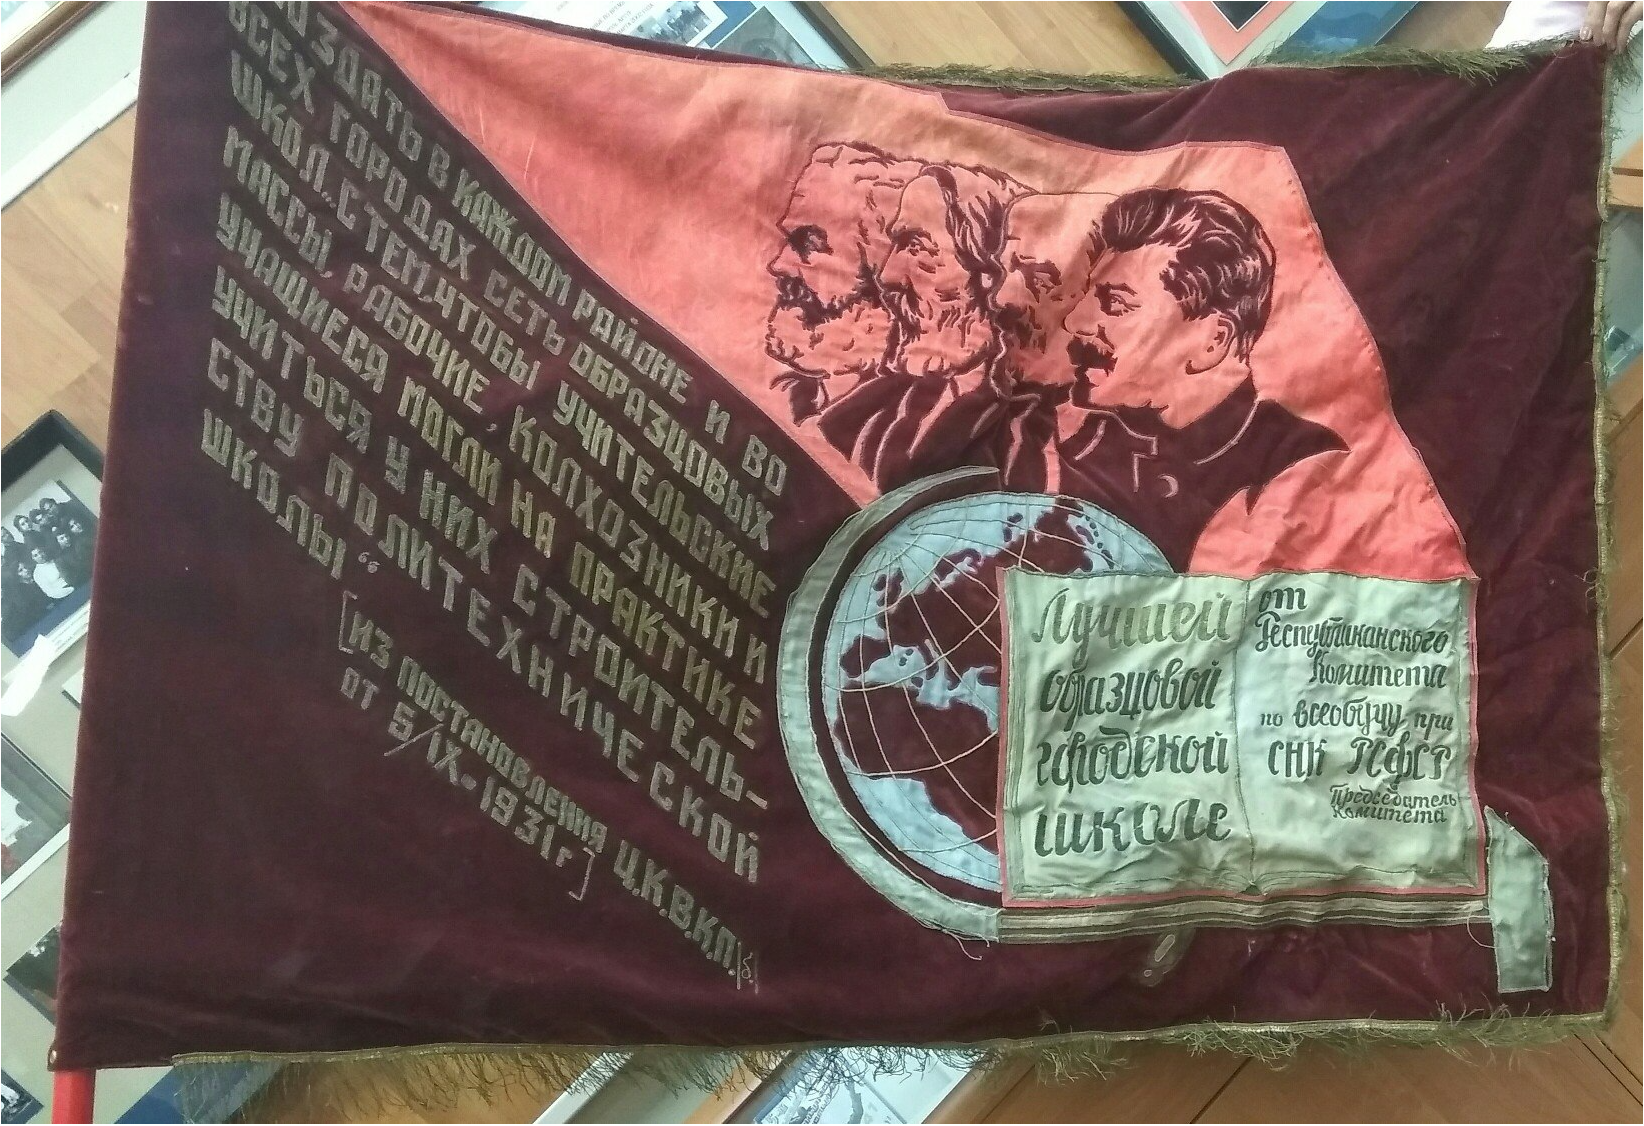 СОЗДАТЬ В КАЖДОМ РАЙОНЕ И ВО
ВСЕХ ГОРОДАХ СЕТЬ ОБРАЗЦОВЫХ
ШКОЛ„ С ТЕМ, ЧТОБЫ УЧИТЕЛЬСКИЕ
МАССЫ, РАБОЧИЕ, КОЛХОЗНИКИ И
УЧАЩИЕСЯ МОГЛИ НА ПРАКТИКЕ
УЧИТЬСЯ У НИХ СТРОИТЕЛЬ-
СТВУ ПОЛИТЕХНИЧЕСКОЙ
ШКОЛЫ“
[ИЗ ПОСТАНОВЛЕНИЯ Ц.К.В.К.П./б/
ОТ 5/IX-1931 г]
Лучшей
образцовой
городской
школе
от
Республиканского
Комитета
по всеобучу при
СНК РСФСР
Председатель
Комитета